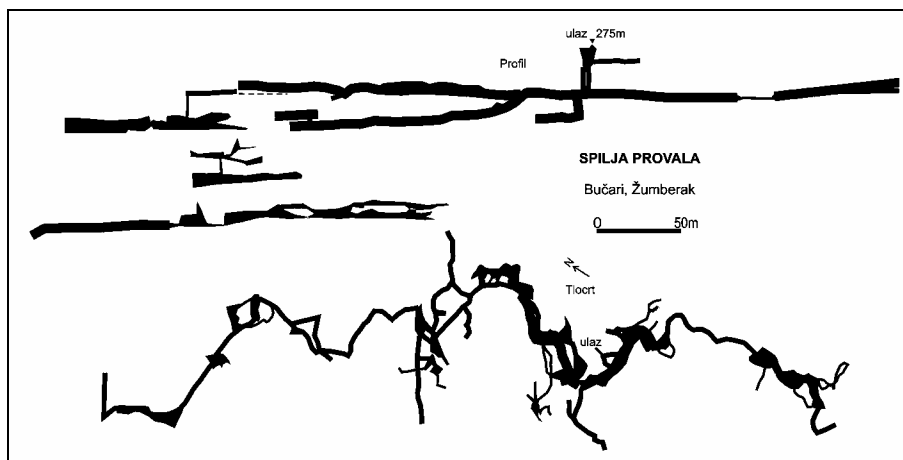 ulaz 275m
Profil
SPILJA PROVALA
Bučari, Žumberak
0 50m
N
Tlocrt
ulaz